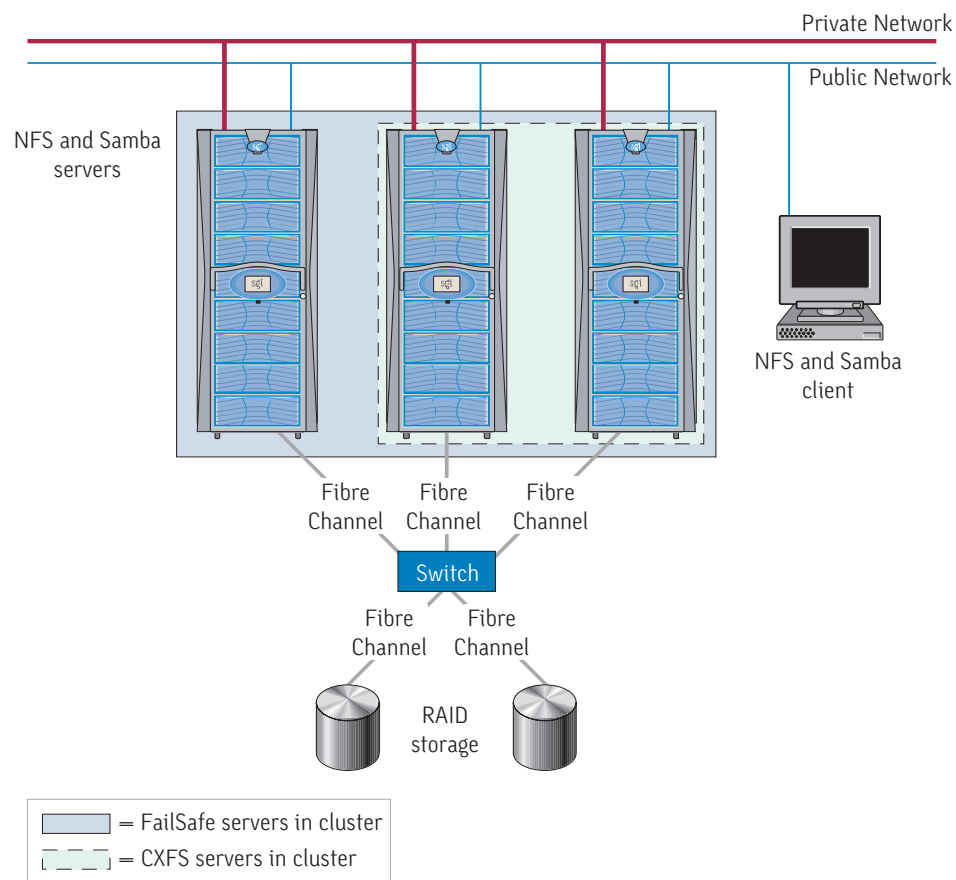 Private Network
Public Network
NFS and Samba
servers
sgi
sgi
sgi
sgi
sgi
sgi
NFS and Samba
client
Fibre
Channel
Fibre
Channel
Fibre
Channel
Switch
Fibre
Channel
Fibre
Channel
RAID
storage
= FailSafe servers in cluster
= CXFS servers in cluster